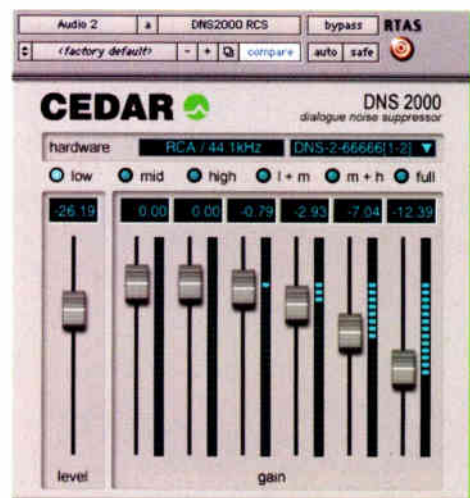 Audio 2 a DNS2000 RCS bypass RTAS
<factory default> - + compare auto safe
CEDAR DNS 2000
dialogue noise suppressor
hardware RCA / 44.1kHz DNS-2-66666[1-2]
low mid high l + m m + h full
-26.19 0.00 0.00 -0.79 -2.93 -7.04 -12.39
level gain